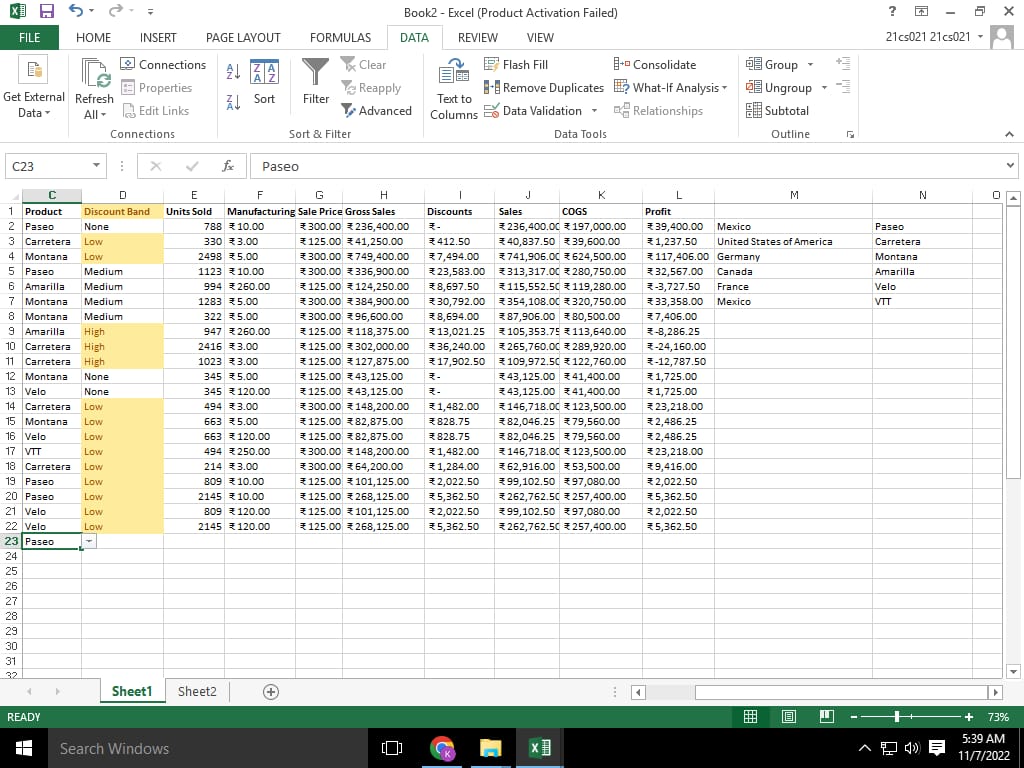 Book2 - Excel (Product Activation Failed)
FILE HOME INSERT PAGE LAYOUT FORMULAS DATA REVIEW VIEW 21cs021 21cs021
Get External Data
Refresh All
Connections
Properties
Edit Links
Connections
Sort
Filter
Clear
Reapply
Advanced
Sort & Filter
Text to Columns
Flash Fill
Remove Duplicates
Data Validation
Consolidate
What-If Analysis
Relationships
Data Tools
Group
Ungroup
Subtotal
Outline
C23 fx Paseo
C D E F G H I J K L M N O
1 Product Discount Band Units Sold Manufacturing Sale Price Gross Sales Discounts Sales COGS Profit
2 Paseo None 788 ₹ 10.00 ₹ 300.00 ₹ 236,400.00 ₹ - ₹ 236,400.00 ₹ 197,000.00 ₹ 39,400.00 Mexico Paseo
3 Carretera Low 330 ₹ 3.00 ₹ 300.00 ₹ 41,250.00 ₹ 412.50 ₹ 40,837.50 ₹ 39,600.00 ₹ 1,237.50 United States of America Carretera
4 Montana Low 2498 ₹ 5.00 ₹ 300.00 ₹ 749,400.00 ₹ 7,494.00 ₹ 741,906.00 ₹ 624,500.00 ₹ 117,406.00 Germany Montana
5 Paseo Medium 1123 ₹ 10.00 ₹ 300.00 ₹ 336,900.00 ₹ 23,583.00 ₹ 313,317.00 ₹ 280,750.00 ₹ 32,567.00 Canada Amarilla
6 Amarilla Medium 994 ₹ 260.00 ₹ 125.00 ₹ 124,250.00 ₹ 8,697.50 ₹ 115,552.50 ₹ 119,280.00 ₹ -3,727.50 France Velo
7 Montana Medium 1283 ₹ 5.00 ₹ 300.00 ₹ 384,900.00 ₹ 30,792.00 ₹ 354,108.00 ₹ 320,750.00 ₹ 33,358.00 Mexico VTT
8 Montana Medium 322 ₹ 5.00 ₹ 300.00 ₹ 96,600.00 ₹ 8,694.00 ₹ 87,906.00 ₹ 80,500.00 ₹ 7,406.00
9 Amarilla High 947 ₹ 260.00 ₹ 125.00 ₹ 118,375.00 ₹ 13,021.25 ₹ 105,353.75 ₹ 113,640.00 ₹ -8,286.25
10 Carretera High 2416 ₹ 3.00 ₹ 125.00 ₹ 302,000.00 ₹ 36,240.00 ₹ 265,760.00 ₹ 289,920.00 ₹ -24,160.00
11 Carretera High 1023 ₹ 3.00 ₹ 125.00 ₹ 127,875.00 ₹ 17,902.50 ₹ 109,972.50 ₹ 122,760.00 ₹ -12,787.50
12 Montana None 345 ₹ 5.00 ₹ 125.00 ₹ 43,125.00 ₹ - ₹ 43,125.00 ₹ 41,400.00 ₹ 1,725.00
13 Velo None 345 ₹ 120.00 ₹ 125.00 ₹ 43,125.00 ₹ - ₹ 43,125.00 ₹ 41,400.00 ₹ 1,725.00
14 Carretera Low 494 ₹ 3.00 ₹ 300.00 ₹ 148,200.00 ₹ 1,482.00 ₹ 146,718.00 ₹ 123,500.00 ₹ 23,218.00
15 Montana Low 663 ₹ 5.00 ₹ 125.00 ₹ 82,875.00 ₹ 828.75 ₹ 82,046.25 ₹ 79,560.00 ₹ 2,486.25
16 Velo Low 663 ₹ 120.00 ₹ 125.00 ₹ 82,875.00 ₹ 828.75 ₹ 82,046.25 ₹ 79,560.00 ₹ 2,486.25
17 VTT Low 494 ₹ 250.00 ₹ 300.00 ₹ 148,200.00 ₹ 1,482.00 ₹ 146,718.00 ₹ 123,500.00 ₹ 23,218.00
18 Carretera Low 214 ₹ 3.00 ₹ 300.00 ₹ 64,200.00 ₹ 1,284.00 ₹ 62,916.00 ₹ 53,500.00 ₹ 9,416.00
19 Paseo Low 809 ₹ 10.00 ₹ 125.00 ₹ 101,125.00 ₹ 2,022.50 ₹ 99,102.50 ₹ 97,080.00 ₹ 2,022.50
20 Paseo Low 2145 ₹ 10.00 ₹ 125.00 ₹ 268,125.00 ₹ 5,362.50 ₹ 262,762.50 ₹ 257,400.00 ₹ 5,362.50
21 Velo Low 809 ₹ 120.00 ₹ 125.00 ₹ 101,125.00 ₹ 2,022.50 ₹ 99,102.50 ₹ 97,080.00 ₹ 2,022.50
22 Velo Low 2145 ₹ 120.00 ₹ 125.00 ₹ 268,125.00 ₹ 5,362.50 ₹ 262,762.50 ₹ 257,400.00 ₹ 5,362.50
23 Paseo
24
25
26
27
28
29
30
31
32
Sheet1 Sheet2
READY 73%
Search Windows
5:39 AM
11/7/2022